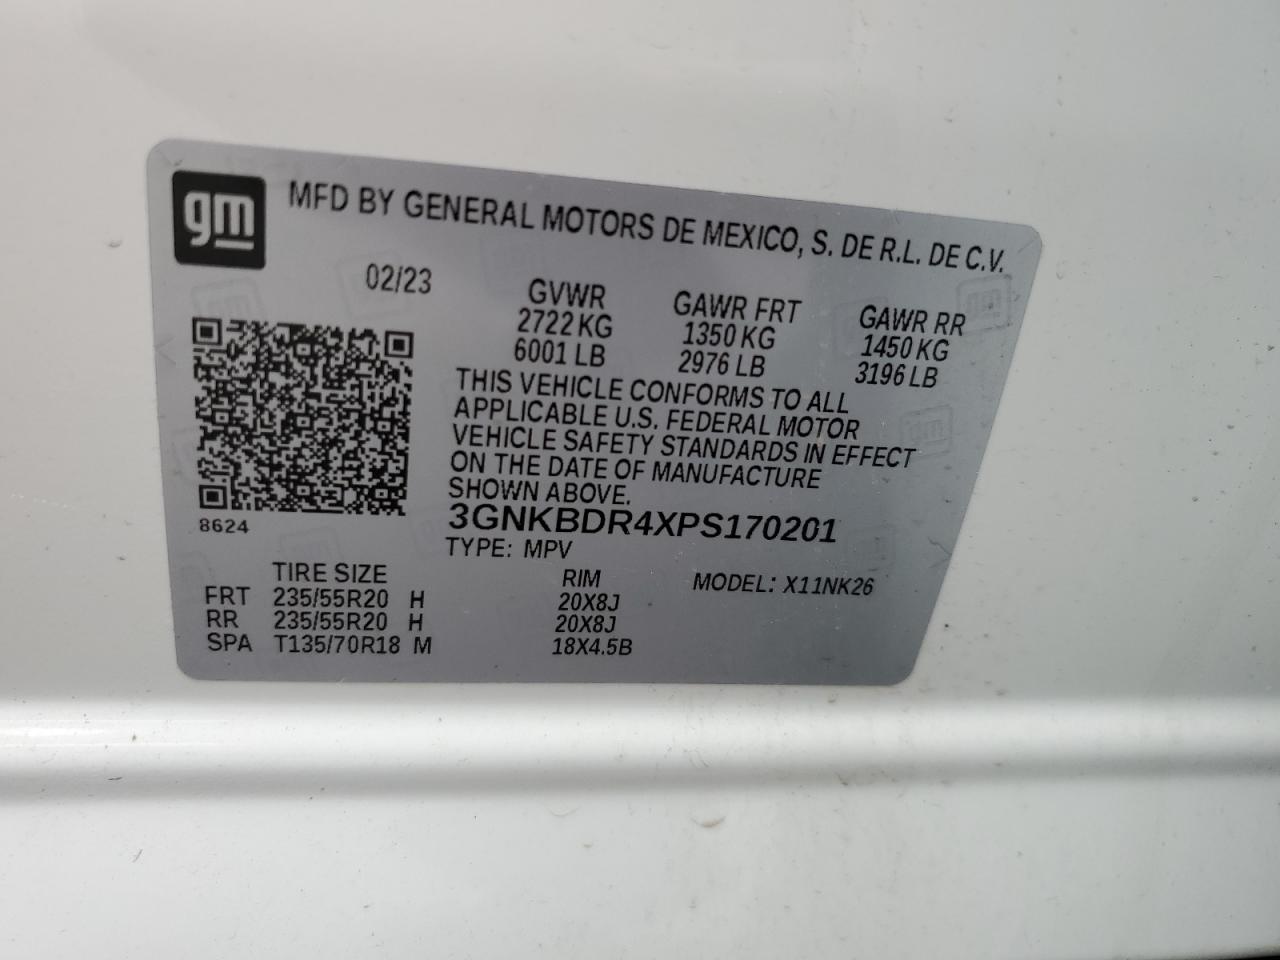 gm
MFD BY GENERAL MOTORS DE MEXICO, S. DE R.L. DE C.V.
02/23
GVWR GAWR FRT GAWR RR
2722 KG 1350 KG 1450 KG
6001 LB 2976 LB 3196 LB
THIS VEHICLE CONFORMS TO ALL
APPLICABLE U.S. FEDERAL MOTOR
VEHICLE SAFETY STANDARDS IN EFFECT
ON THE DATE OF MANUFACTURE
SHOWN ABOVE.
8624
3GNKBDR4XPS170201
TYPE: MPV
TIRE SIZE RIM MODEL: X11NK26
FRT 235/55R20 H 20X8J
RR 235/55R20 H 20X8J
SPA T135/70R18 M 18X4.5B